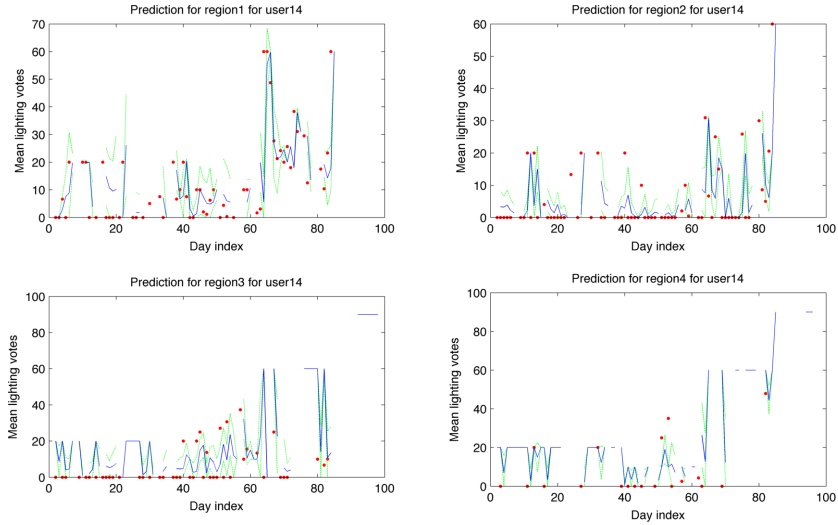 Prediction for region1 for user14
Mean lighting votes
70
60
50
40
30
20
10
0
0 20 40 60 80 100
Day index
Prediction for region2 for user14
Mean lighting votes
60
50
40
30
20
10
0
0 20 40 60 80 100
Day index
Prediction for region3 for user14
Mean lighting votes
100
80
60
40
20
0
0 20 40 60 80 100
Day index
Prediction for region4 for user14
Mean lighting votes
100
80
60
40
20
0
0 20 40 60 80 100
Day index